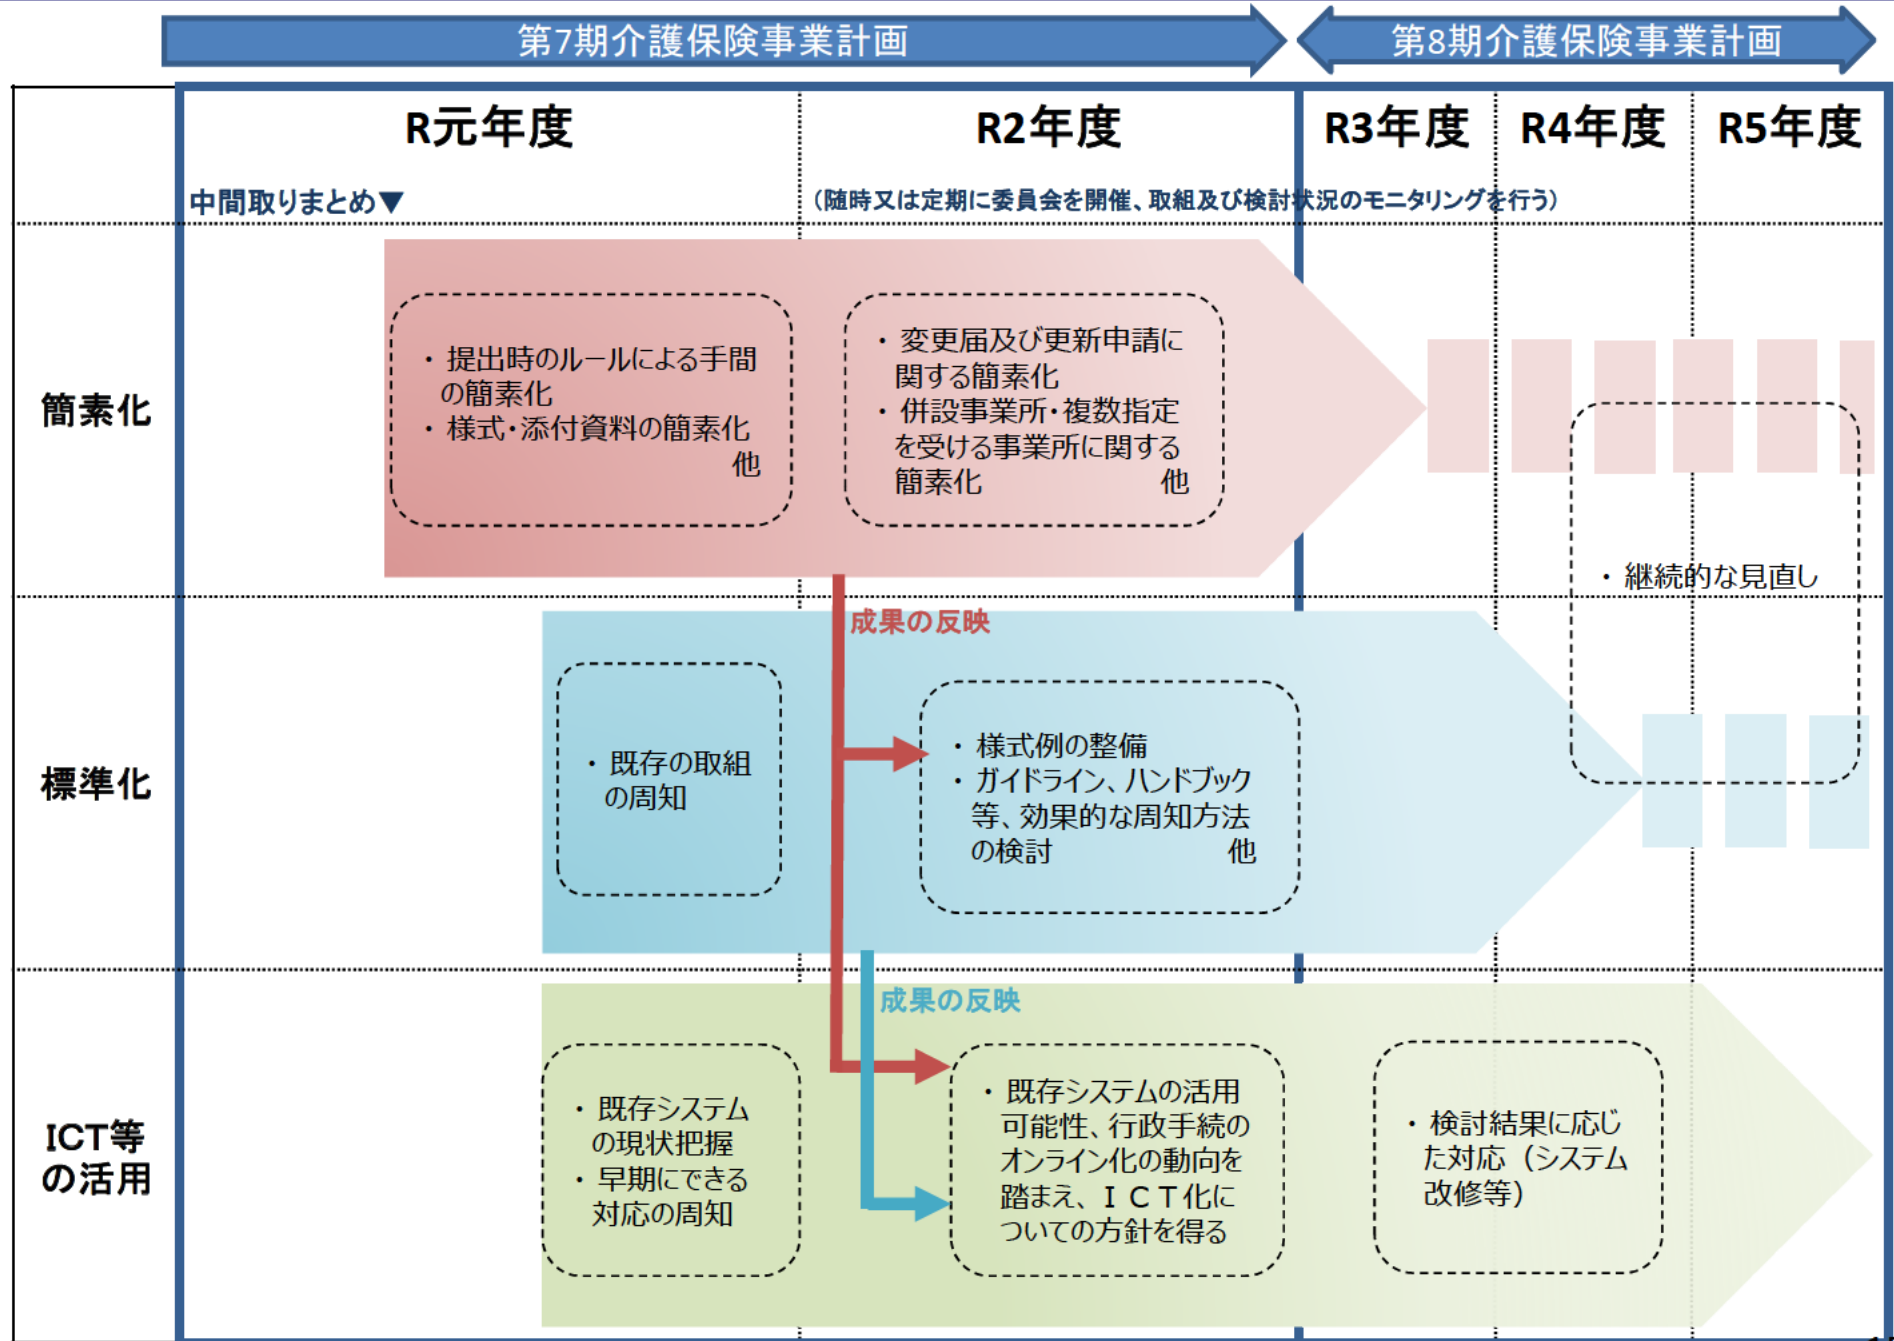 第7期介護保険事業計画
第8期介護保険事業計画
R元年度
R2年度
R3年度
R4年度
R5年度
中間取りまとめ▼
(随時又は定期に委員会を開催、取組及び検討状況のモニタリングを行う)
簡素化
・提出時のルールによる手間
の簡素化
・様式・添付資料の簡素化
他
・変更届及び更新申請に
関する簡素化
・併設事業所・複数指定
を受ける事業所に関する
簡素化 他
・継続的な見直し
成果の反映
標準化
・既存の取組
の周知
・様式例の整備
・ガイドライン、ハンドブック
等、効果的な周知方法
の検討 他
成果の反映
ICT等
の活用
・既存システム
の現状把握
・早期にできる
対応の周知
・既存システムの活用
可能性、行政手続の
オンライン化の動向を
踏まえ、ＩＣＴ化に
ついての方針を得る
・検討結果に応じ
た対応（システム
改修等）